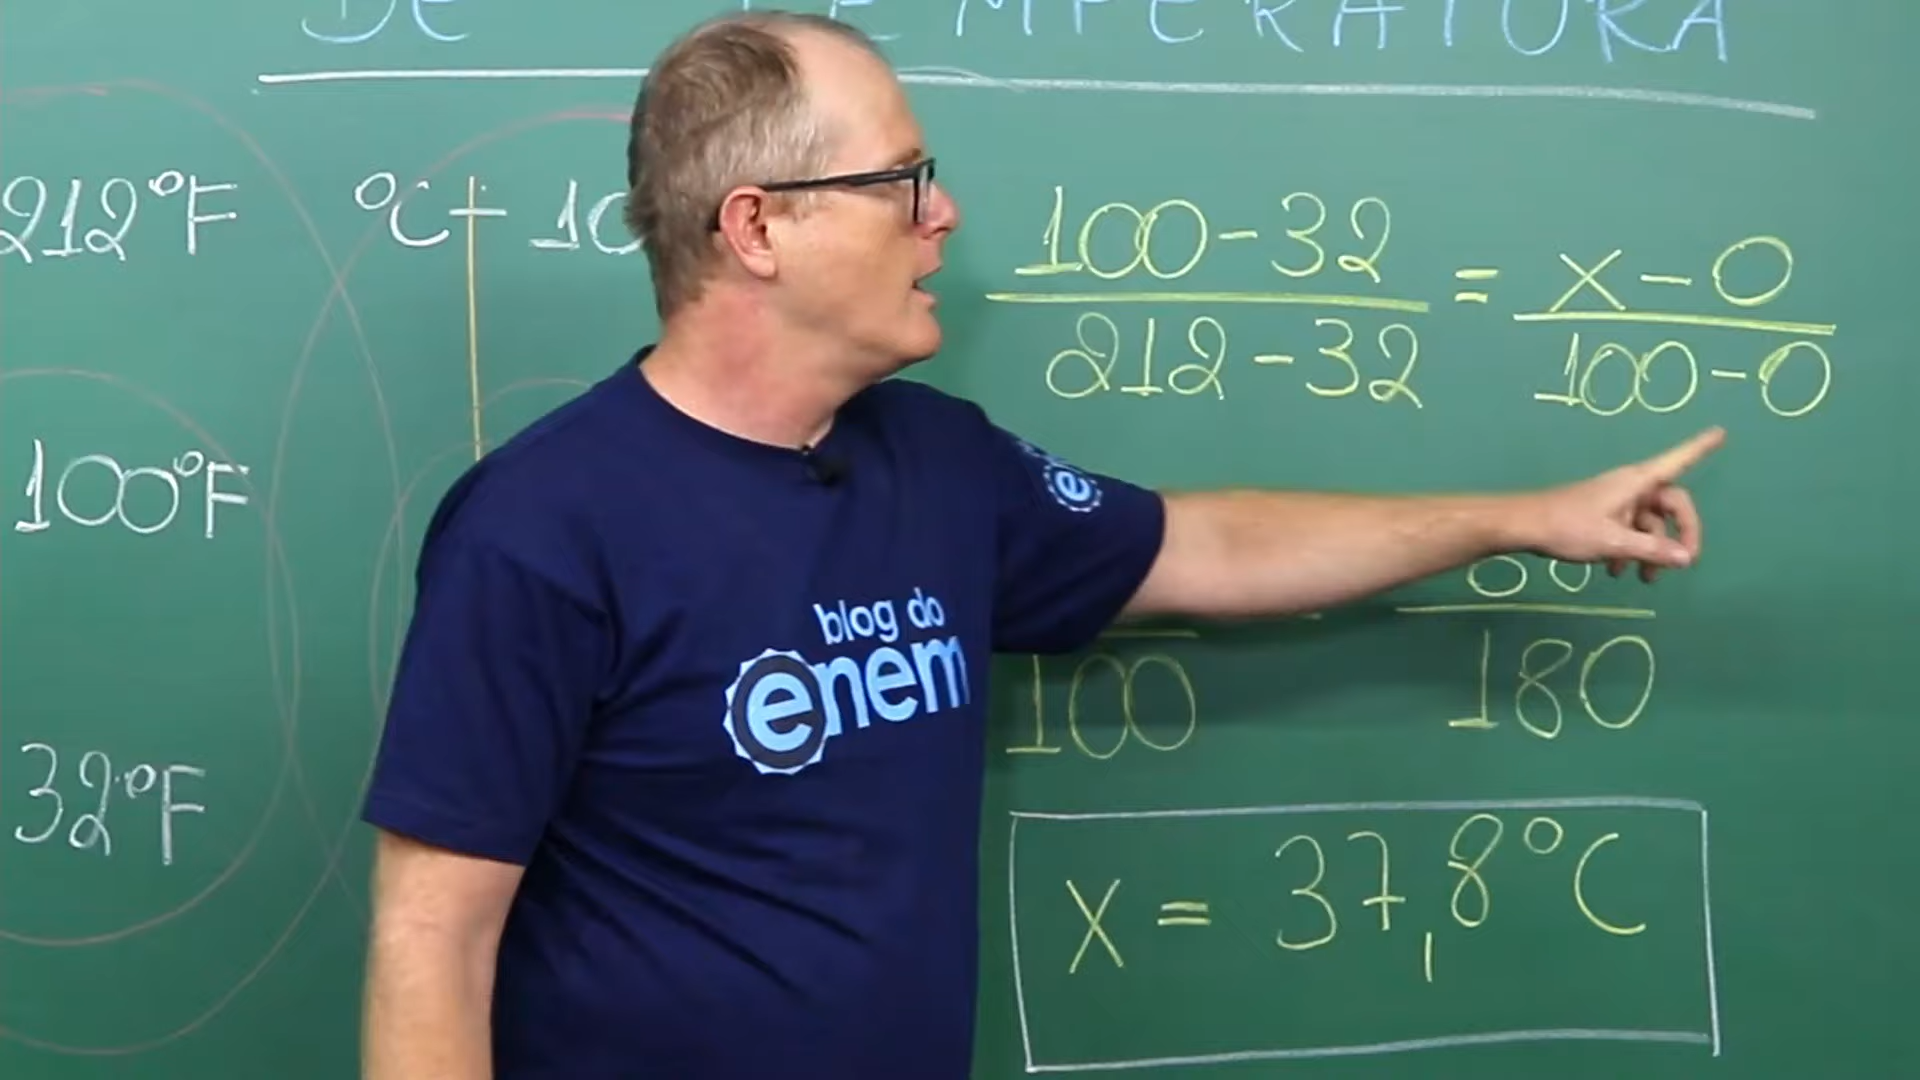 DE TEMPERATURA
212°F
°C
10
100°F
32°F
100-32 = x-0
212-32 100-0
100
180
x = 37,8°C
blog do
enem
e